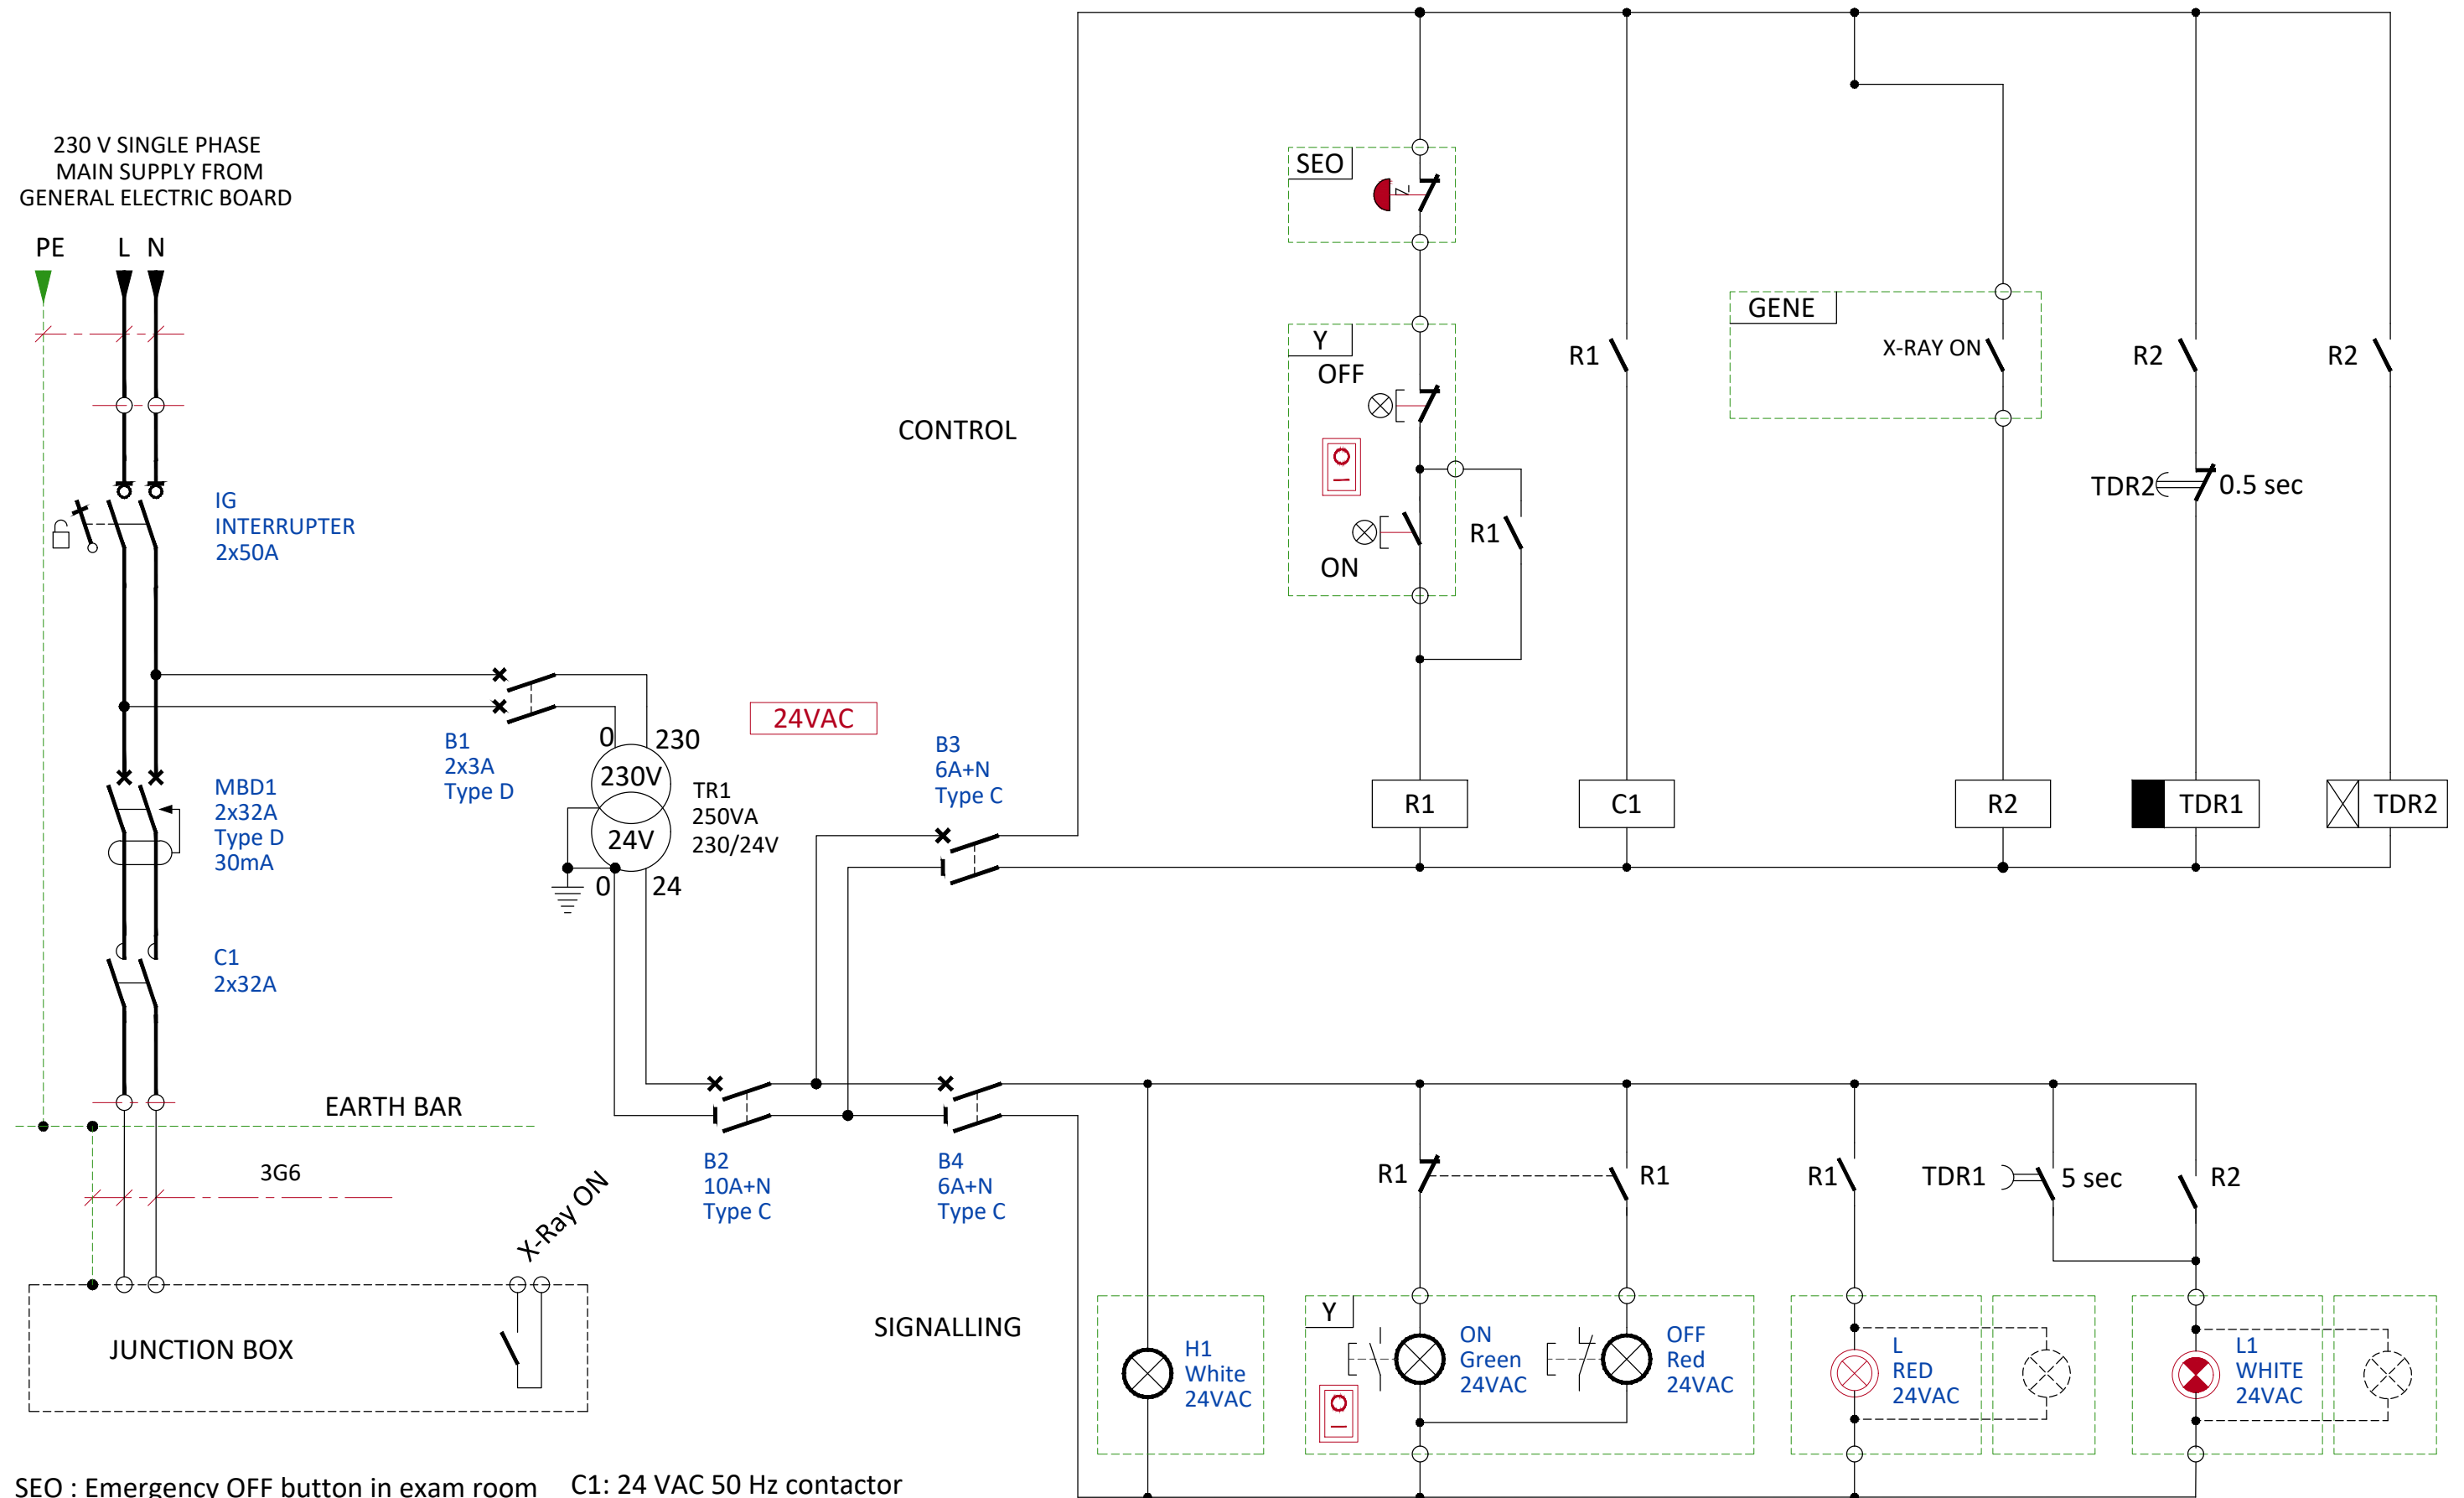 230 V SINGLE PHASE
MAIN SUPPLY FROM
GENERAL ELECTRIC BOARD
PE L N
IG
INTERRUPTER
2x50A
MBD1
2x32A
Type D
30mA
C1
2x32A
EARTH BAR
3G6
X-Ray ON
JUNCTION BOX
B1
2x3A
Type D
0 230
230V
24V
0 24
TR1
250VA
230/24V
24VAC
B2
10A+N
Type C
B3
6A+N
Type C
B4
6A+N
Type C
CONTROL
SEO
Y
OFF
ON
R1
R1
GENE
X-RAY ON
R2
R2
TDR2 0.5 sec
R1
C1
R2
TDR1
TDR2
SIGNALLING
R1
R1
R1
TDR1 5 sec
R2
H1
White
24VAC
Y
ON
Green
24VAC
OFF
Red
24VAC
L
RED
24VAC
L1
WHITE
24VAC
SEO : Emergency OFF button in exam room
C1: 24 VAC 50 Hz contactor